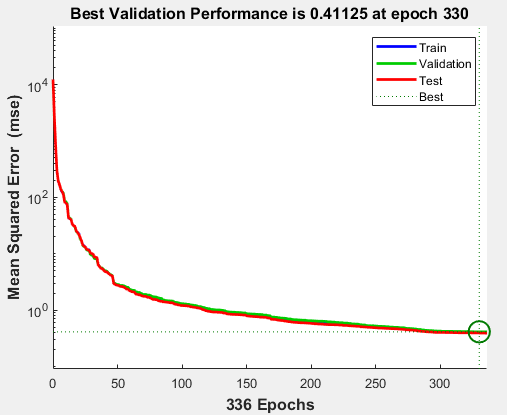 Best Validation Performance is 0.41125 at epoch 330
Mean Squared Error (mse)
10^4
10^2
10^0
Train
Validation
Test
Best
0 50 100 150 200 250 300
336 Epochs